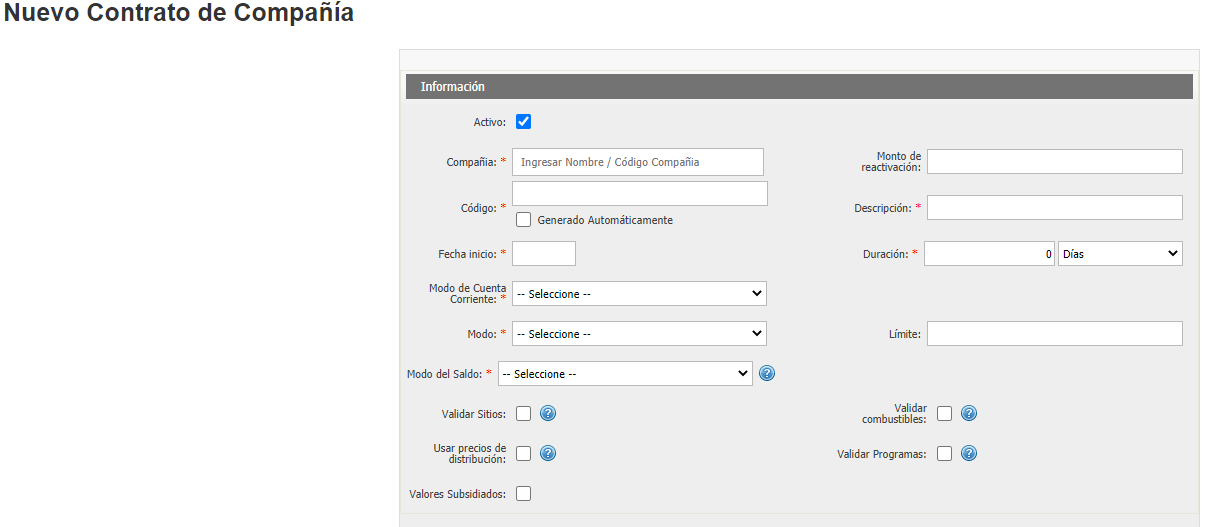 Nuevo Contrato de Compañía
Información
Activo:
Compañia: *
Ingresar Nombre / Código Compañia
Monto de
reactivación:
Código: *
Generado Automáticamente
Descripción: *
Fecha inicio: *
Duración: *
0
Días
Modo de Cuenta
Corriente: *
-- Seleccione --
Modo: *
-- Seleccione --
Límite:
Modo del Saldo: *
-- Seleccione --
?
Validar Sitios:
?
Validar
combustibles:
?
Usar precios de
distribución:
?
Validar Programas:
?
Valores Subsidiados: